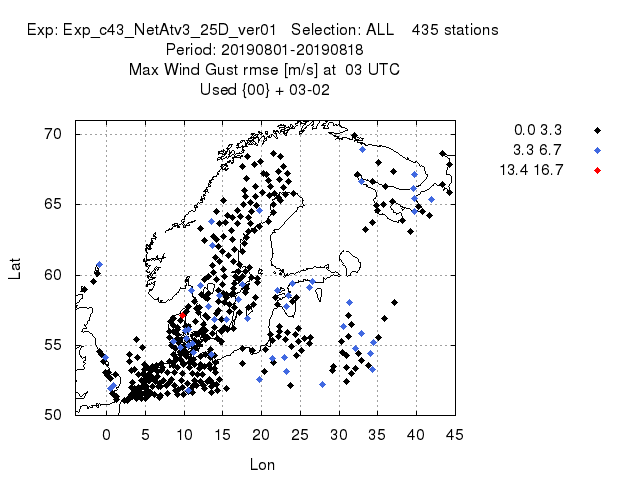 Exp: Exp_c43_NetAtv3_25D_ver01 Selection: ALL 435 stations
Period: 20190801-20190818
Max Wind Gust rmse [m/s] at 03 UTC
Used {00} + 03-02
0.0 3.3
3.3 6.7
13.4 16.7
70
65
60
55
50
Lat
0 5 10 15 20 25 30 35 40 45
Lon